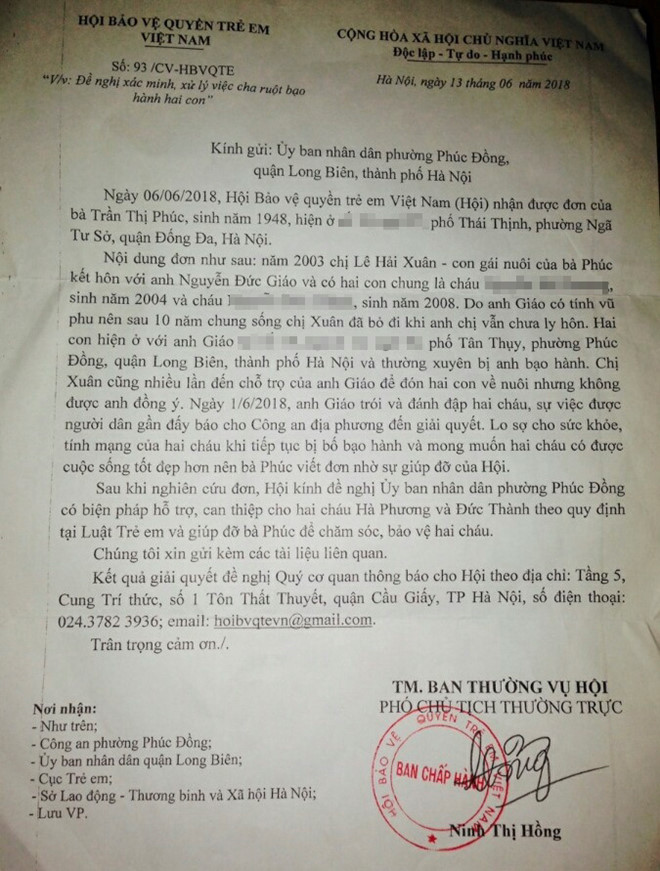 HỘI BẢO VỆ QUYỀN TRẺ EM
VIỆT NAM
CỘNG HÒA XÃ HỘI CHỦ NGHĨA VIỆT NAM
Độc lập - Tự do - Hạnh phúc
Số: 93 /CV-HBVQTE
"V/v: Đề nghị xác minh, xử lý việc cha ruột bạo
hành hai con"
Hà Nội, ngày 13 tháng 06 năm 2018
Kính gửi: Ủy ban nhân dân phường Phúc Đồng,
quận Long Biên, thành phố Hà Nội
Ngày 06/06/2018, Hội Bảo vệ quyền trẻ em Việt Nam (Hội) nhận được đơn của
bà Trần Thị Phúc, sinh năm 1948, hiện ở phố Thái Thịnh, phường Ngã
Tư Sở, quận Đống Đa, Hà Nội.
Nội dung đơn như sau: năm 2003 chị Lê Hải Xuân - con gái nuôi của bà Phúc
kết hôn với anh Nguyễn Đức Giáo và có hai con chung là cháu
sinh năm 2004 và cháu , sinh năm 2008. Do anh Giáo có tính vũ
phu nên sau 10 năm chung sống chị Xuân đã bỏ đi khi anh chị vẫn chưa ly hôn. Hai
con hiện ở với anh Giáo phố Tân Thụy, phường Phúc
Đồng, quận Long Biên, thành phố Hà Nội và thường xuyên bị anh bạo hành. Chị
Xuân cũng nhiều lần đến chỗ trọ của anh Giáo để đón hai con về nuôi nhưng không
được anh đồng ý. Ngày 1/6/2018, anh Giáo trói và đánh đập hai cháu, sự việc được
người dân gần đấy báo cho Công an địa phương đến giải quyết. Lo sợ cho sức khỏe,
tính mạng của hai cháu khi tiếp tục bị bố bạo hành và mong muốn hai cháu có được
cuộc sống tốt đẹp hơn nên bà Phúc viết đơn nhờ sự giúp đỡ của Hội.
Sau khi nghiên cứu đơn, Hội kính đề nghị Ủy ban nhân dân phường Phúc Đồng
có biện pháp hỗ trợ, can thiệp cho hai cháu Hà Phương và Đức Thành theo quy định
tại Luật Trẻ em và giúp đỡ bà Phúc để chăm sóc, bảo vệ hai cháu.
Chúng tôi xin gửi kèm các tài liệu liên quan.
Kết quả giải quyết đề nghị Quý cơ quan thông báo cho Hội theo địa chỉ: Tầng 5,
Cung Trí thức, số 1 Tôn Thất Thuyết, quận Cầu Giấy, TP Hà Nội, số điện thoại:
024.3782 3936; email: hoibvqtevn@gmail.com.
Trân trọng cảm ơn./.
TM. BAN THƯỜNG VỤ HỘI
PHÓ CHỦ TỊCH THƯỜNG TRỰC
Nơi nhận:
- Như trên;
- Công an phường Phúc Đồng;
- Ủy ban nhân dân quận Long Biên;
- Cục Trẻ em;
- Sở Lao động - Thương binh và Xã hội Hà Nội;
- Lưu VP.
HỘI BẢO VỆ QUYỀN TRẺ EM VIỆT NAM
BAN CHẤP HÀNH
Ninh Thị Hồng